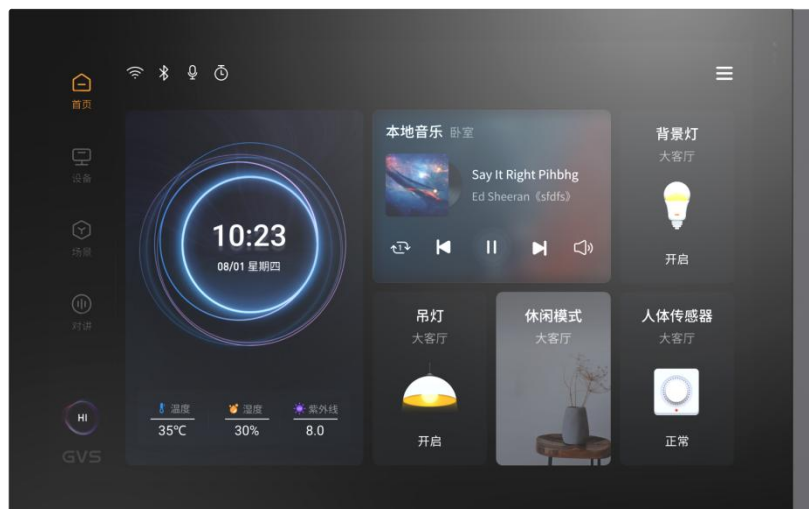 首页
设备
场景
对讲
HI
GVS
10:23
08/01 星期四
温度
湿度
紫外线
35℃
30%
8.0
本地音乐 卧室
Say It Right Pihbhg
Ed Sheeran《sfdfs》
1
背景灯
大客厅
开启
吊灯
大客厅
开启
休闲模式
大客厅
人体传感器
大客厅
正常